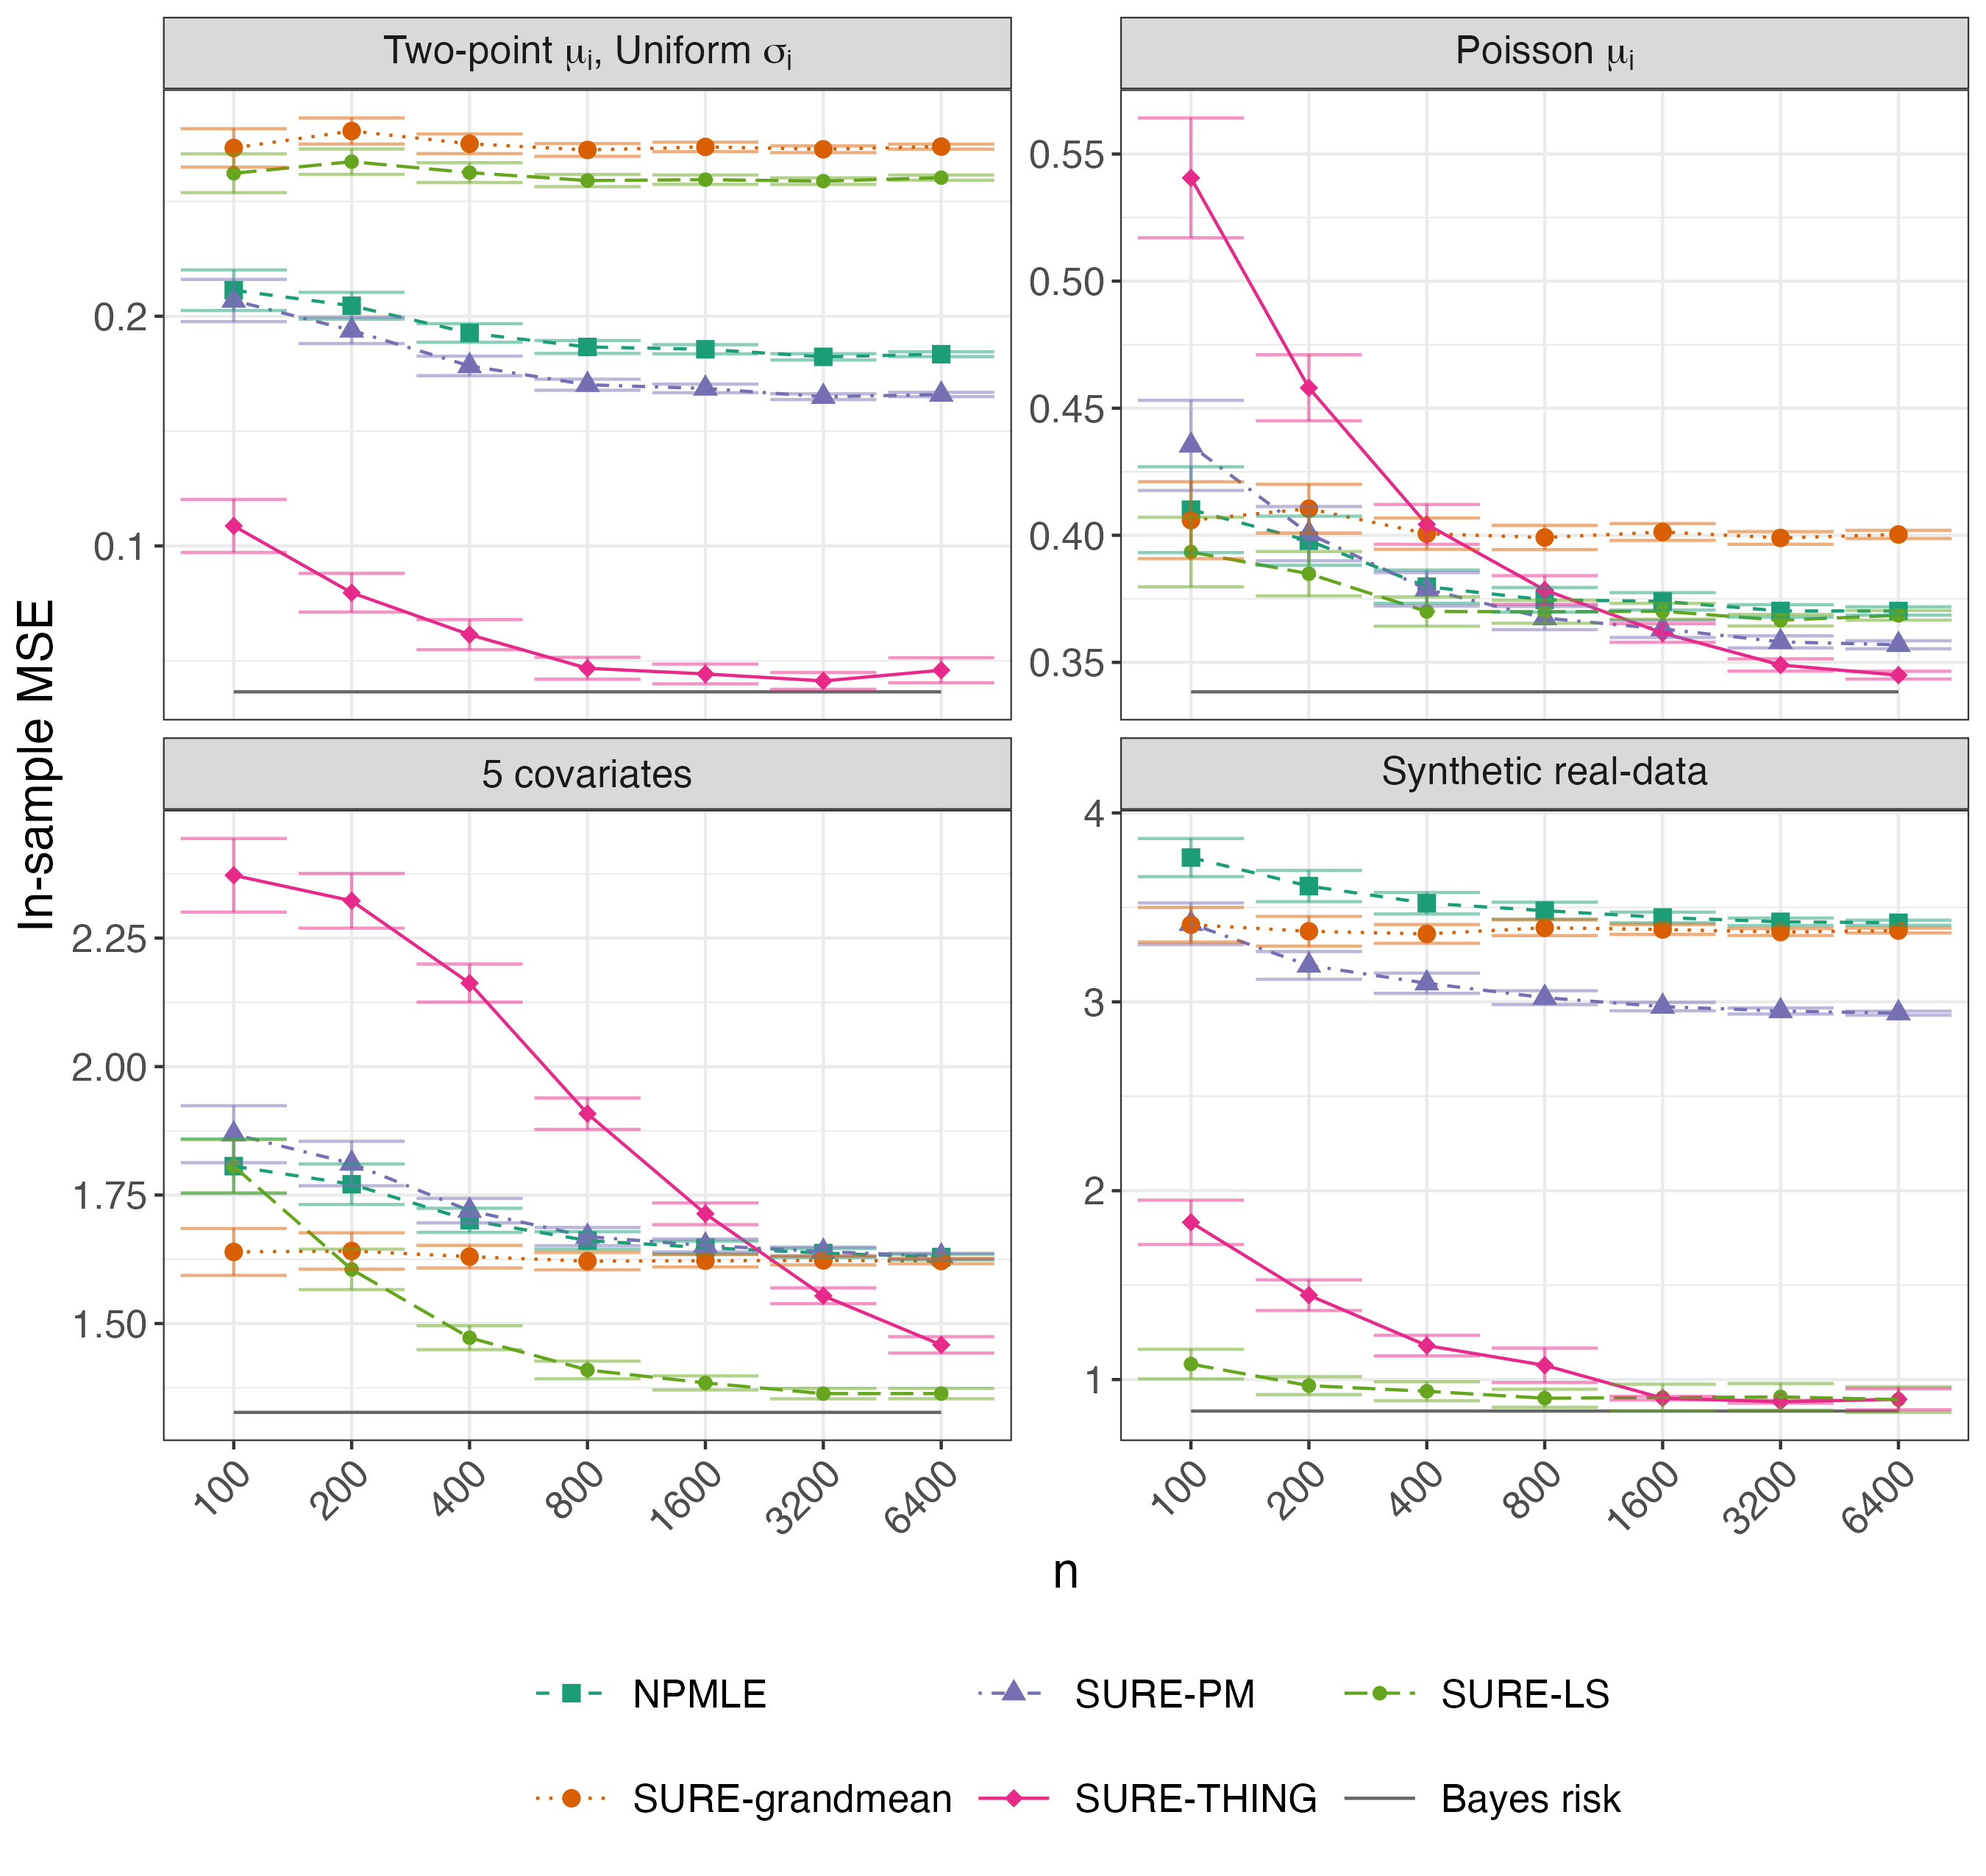 Two-point μi, Uniform σi
Poisson μi
0.2
0.1
0.55
0.50
0.45
0.40
0.35
In-sample MSE
5 covariates
Synthetic real-data
2.25
2.00
1.75
1.50
4
3
2
1
100 200 400 800 1600 3200 6400
100 200 400 800 1600 3200 6400
n
NPMLE SURE-PM SURE-LS
SURE-grandmean SURE-THING Bayes risk